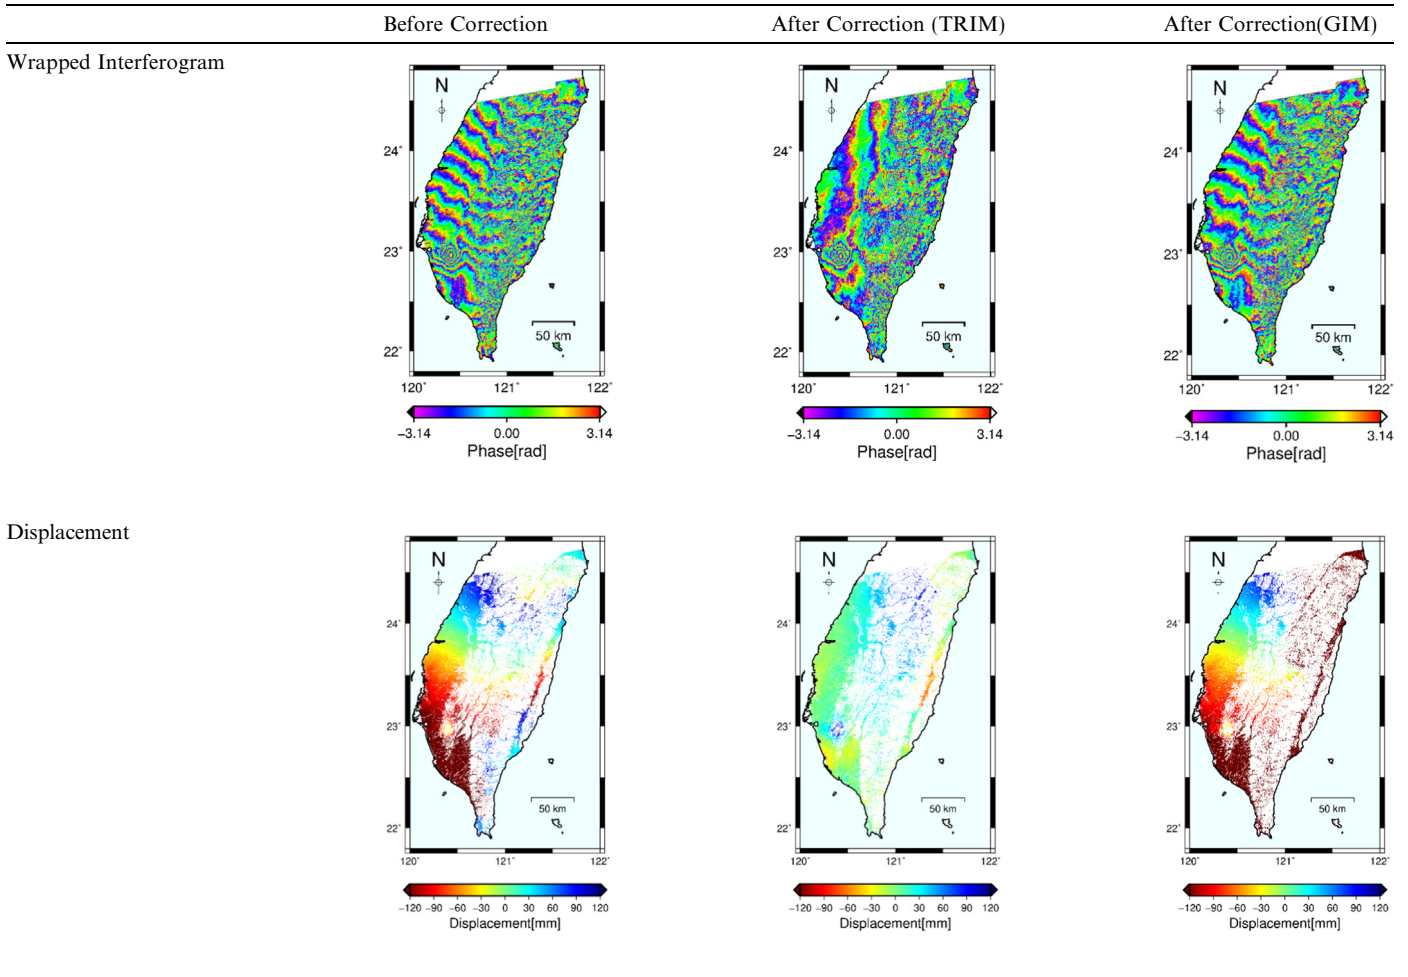 Before Correction After Correction (TRIM) After Correction(GIM)
Wrapped Interferogram
N N N
24° 24° 24°
23° 23° 23°
22° 22° 22°
50 km 50 km 50 km
120° 121° 122° 120° 121° 122° 120° 121° 122°
−3.14 0.00 3.14 −3.14 0.00 3.14 −3.14 0.00 3.14
Phase[rad] Phase[rad] Phase[rad]
Displacement
N N N
24° 24° 24°
23° 23° 23°
50 km 50 km 50 km
22° 22° 22°
120° 121° 122° 120° 121° 122° 120° 121° 122°
−120 −90 −60 −30 0 30 60 90 120 −120 −90 −60 −30 0 30 60 90 120 −120 −90 −60 −30 0 30 60 90 120
Displacement[mm] Displacement[mm] Displacement[mm]